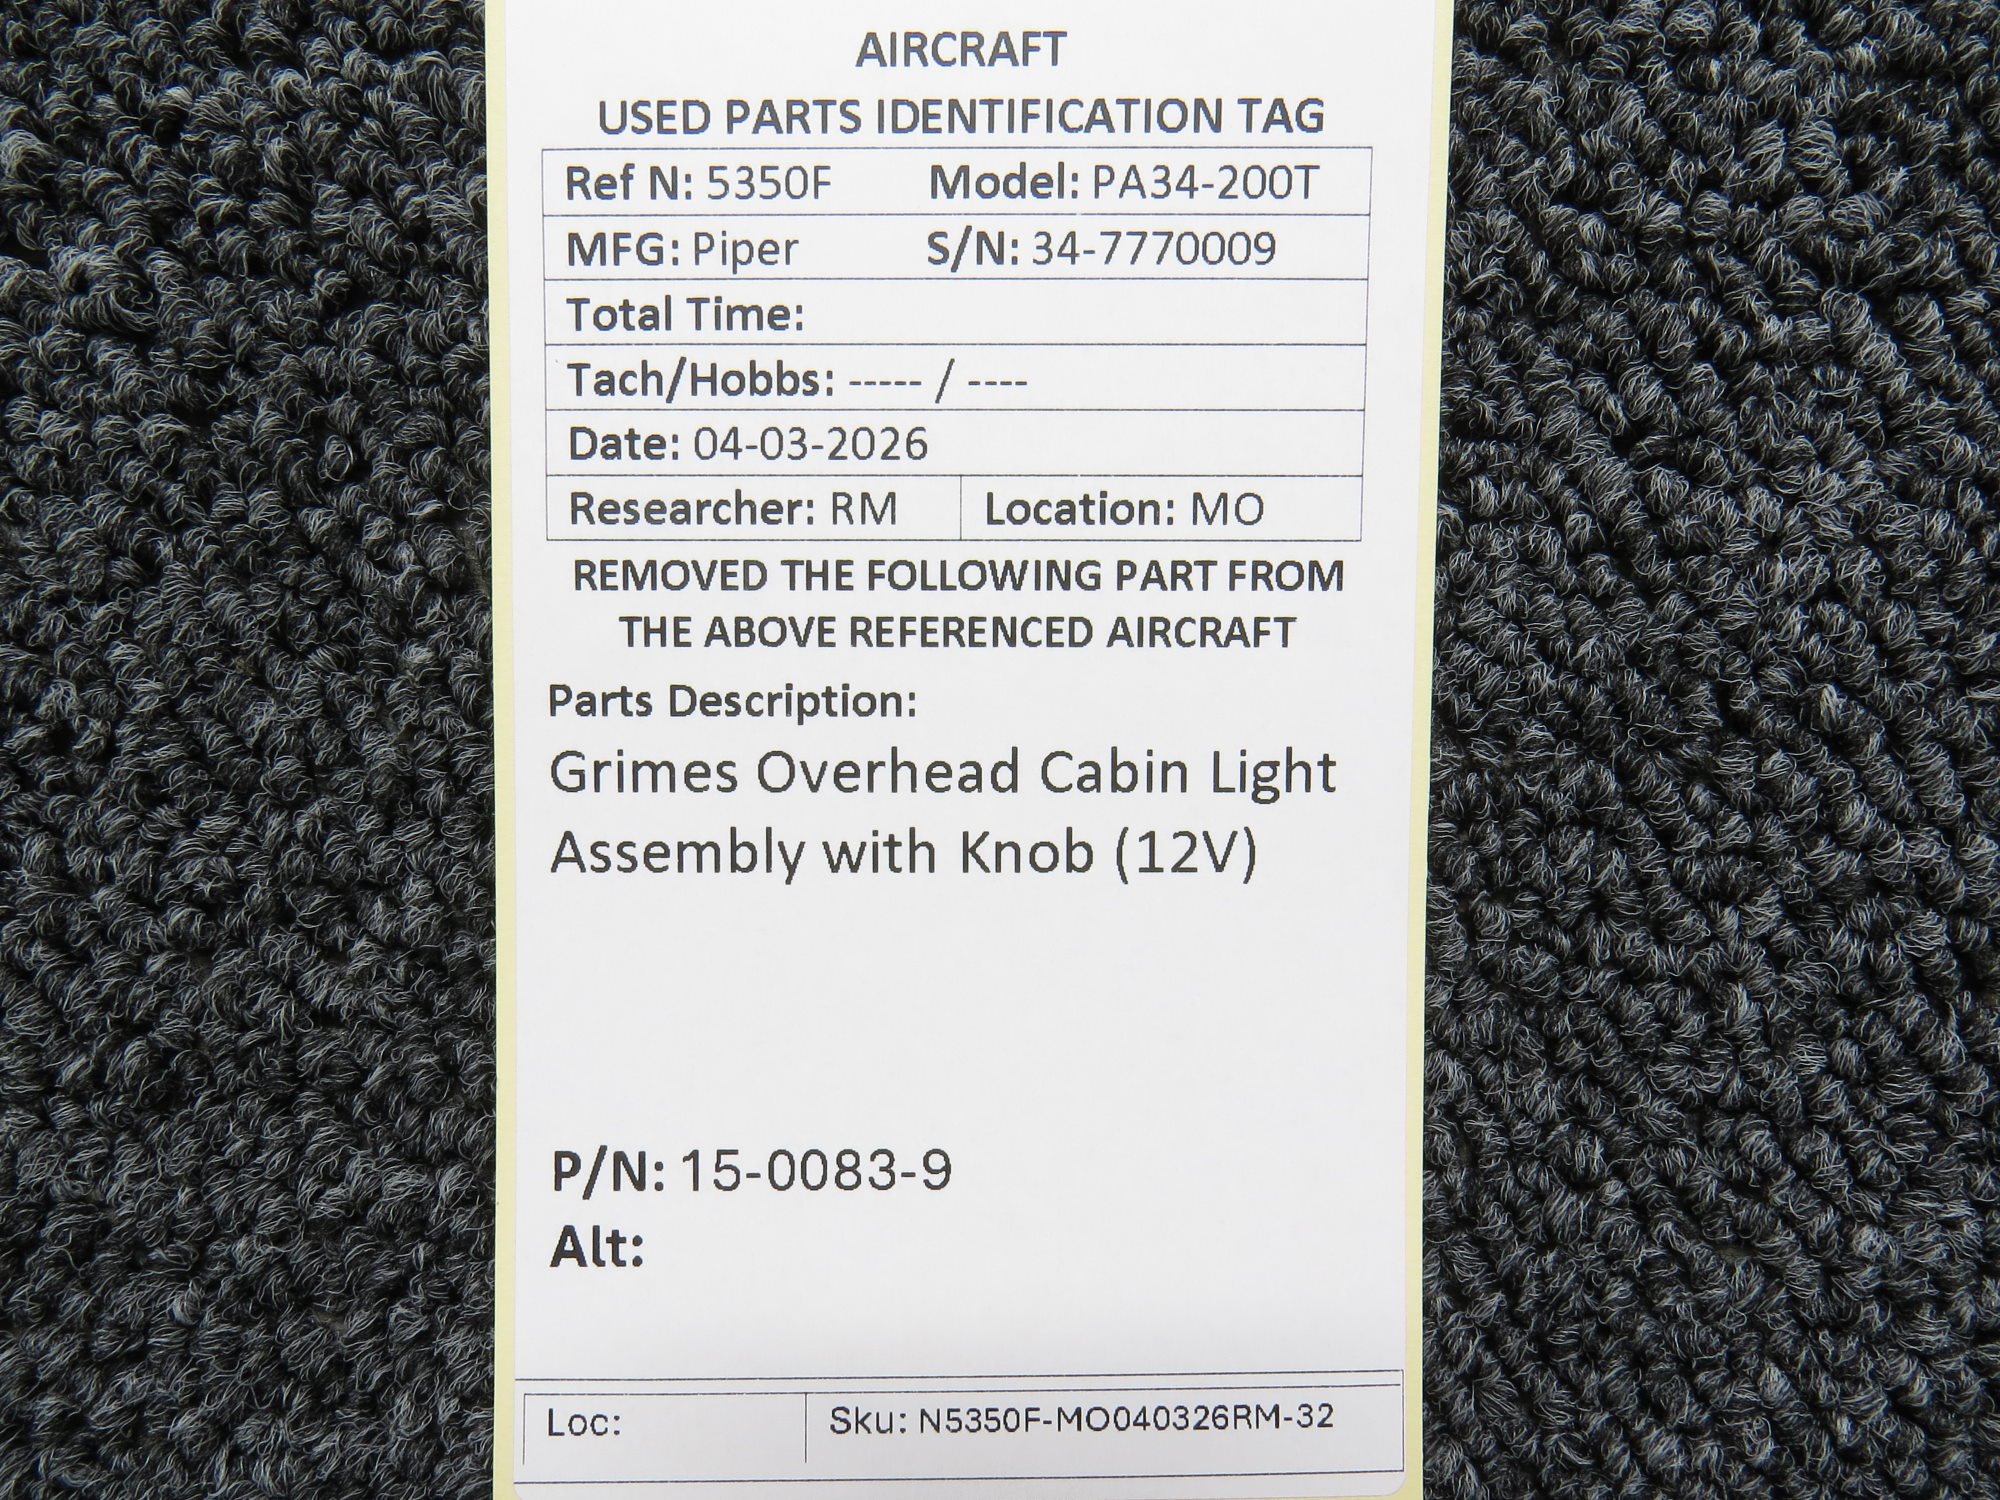 AIRCRAFT
USED PARTS IDENTIFICATION TAG
Ref N: 5350F Model: PA34-200T
MFG: Piper S/N: 34-7770009
Total Time:
Tach/Hobbs: ----- / ----
Date: 04-03-2026
Researcher: RM Location: MO
REMOVED THE FOLLOWING PART FROM
THE ABOVE REFERENCED AIRCRAFT
Parts Description:
Grimes Overhead Cabin Light
Assembly with Knob (12V)
P/N: 15-0083-9
Alt:
Loc: Sku: N5350F-MO040326RM-32